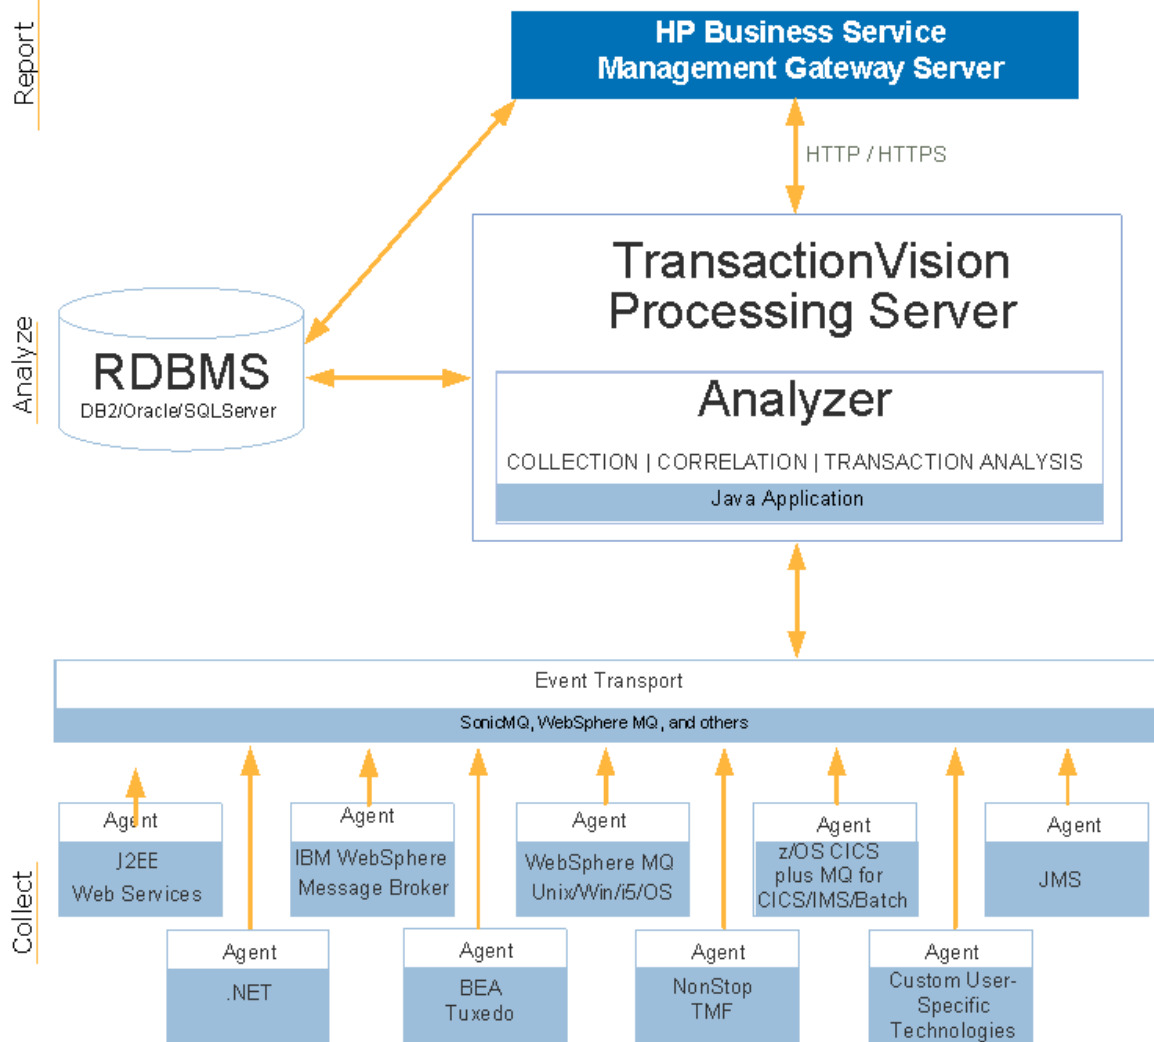 Report
HP Business Service
Management Gateway Server
HTTP / HTTPS
Analyze
TransactionVision
Processing Server
RDBMS
DB2/Oracle/SQLServer
Analyzer
COLLECTION | CORRELATION | TRANSACTION ANALYSIS
Java Application
Event Transport
SonicMQ, WebSphere MQ, and others
Collect
Agent
J2EE
Web Services
Agent
IBM WebSphere
Message Broker
Agent
WebSphere MQ
Unix/Win/i5/OS
Agent
z/OS CICS
plus MQ for
CICS/IMS/Batch
Agent
JMS
Agent
.NET
Agent
BEA
Tuxedo
Agent
NonStop
TMF
Agent
Custom User-
Specific
Technologies